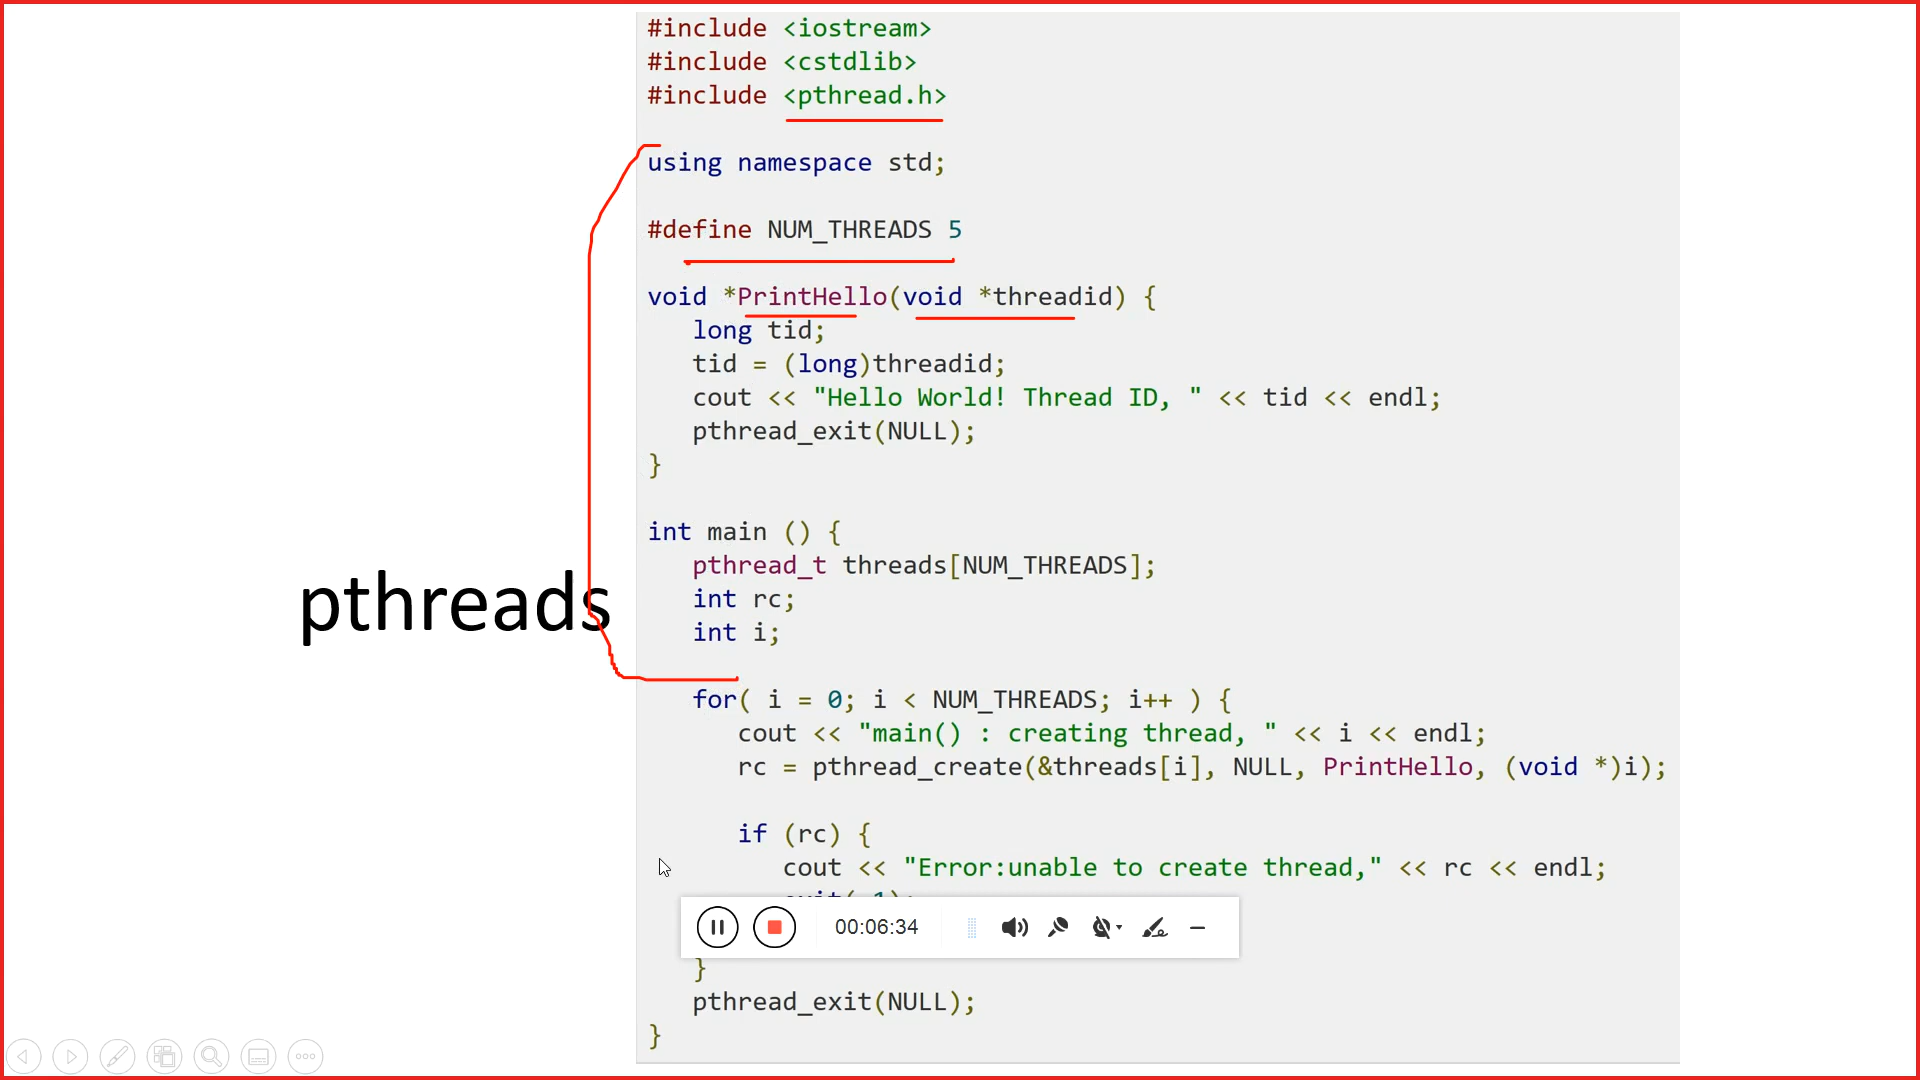 #include <iostream>
#include <cstdlib>
#include <pthread.h>
using namespace std;
#define NUM_THREADS 5
void *PrintHello(void *threadid) {
long tid;
tid = (long)threadid;
cout << "Hello World! Thread ID, " << tid << endl;
pthread_exit(NULL);
}
int main () {
pthread_t threads[NUM_THREADS];
pthreads
int rc;
int i;
for( i = 0; i < NUM_THREADS; i++ ) {
cout << "main() : creating thread, " << i << endl;
rc = pthread_create(&threads[i], NULL, PrintHello, (void *)i);
if (rc) {
cout << "Error:unable to create thread," << rc << endl;
00:06:34
}
pthread_exit(NULL);
}